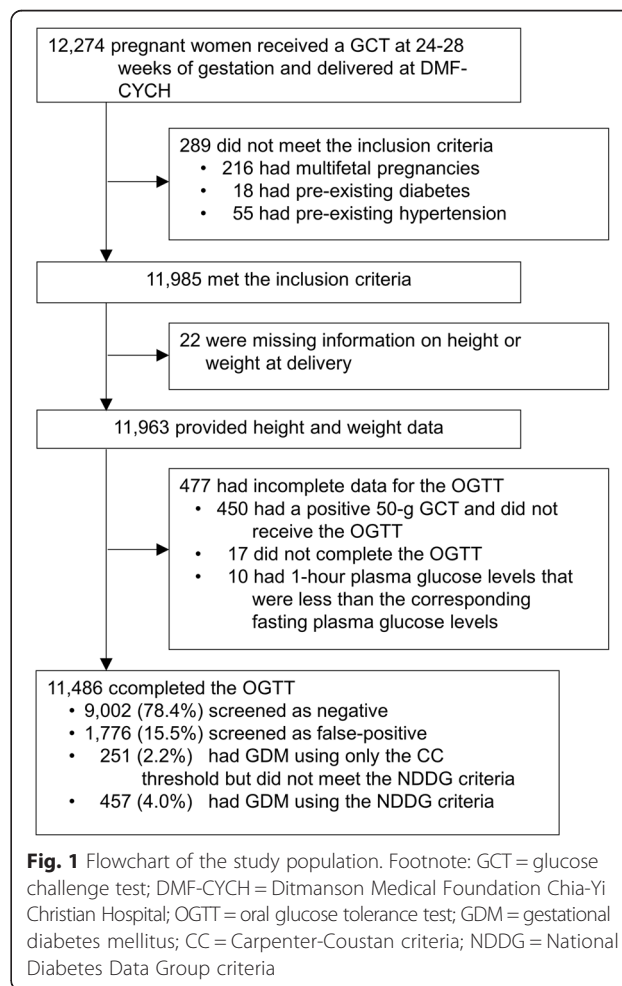 12,274 pregnant women received a GCT at 24-28
weeks of gestation and delivered at DMF-
CYCH
289 did not meet the inclusion criteria
• 216 had multifetal pregnancies
• 18 had pre-existing diabetes
• 55 had pre-existing hypertension
11,985 met the inclusion criteria
22 were missing information on height or
weight at delivery
11,963 provided height and weight data
477 had incomplete data for the OGTT
• 450 had a positive 50-g GCT and did not
receive the OGTT
• 17 did not complete the OGTT
• 10 had 1-hour plasma glucose levels that
were less than the corresponding
fasting plasma glucose levels
11,486 ccompleted the OGTT
• 9,002 (78.4%) screened as negative
• 1,776 (15.5%) screened as false-positive
• 251 (2.2%) had GDM using only the CC
threshold but did not meet the NDDG criteria
• 457 (4.0%) had GDM using the NDDG criteria
Fig. 1 Flowchart of the study population. Footnote: GCT = glucose
challenge test; DMF-CYCH = Ditmanson Medical Foundation Chia-Yi
Christian Hospital; OGTT = oral glucose tolerance test; GDM = gestational
diabetes mellitus; CC = Carpenter-Coustan criteria; NDDG = National
Diabetes Data Group criteria